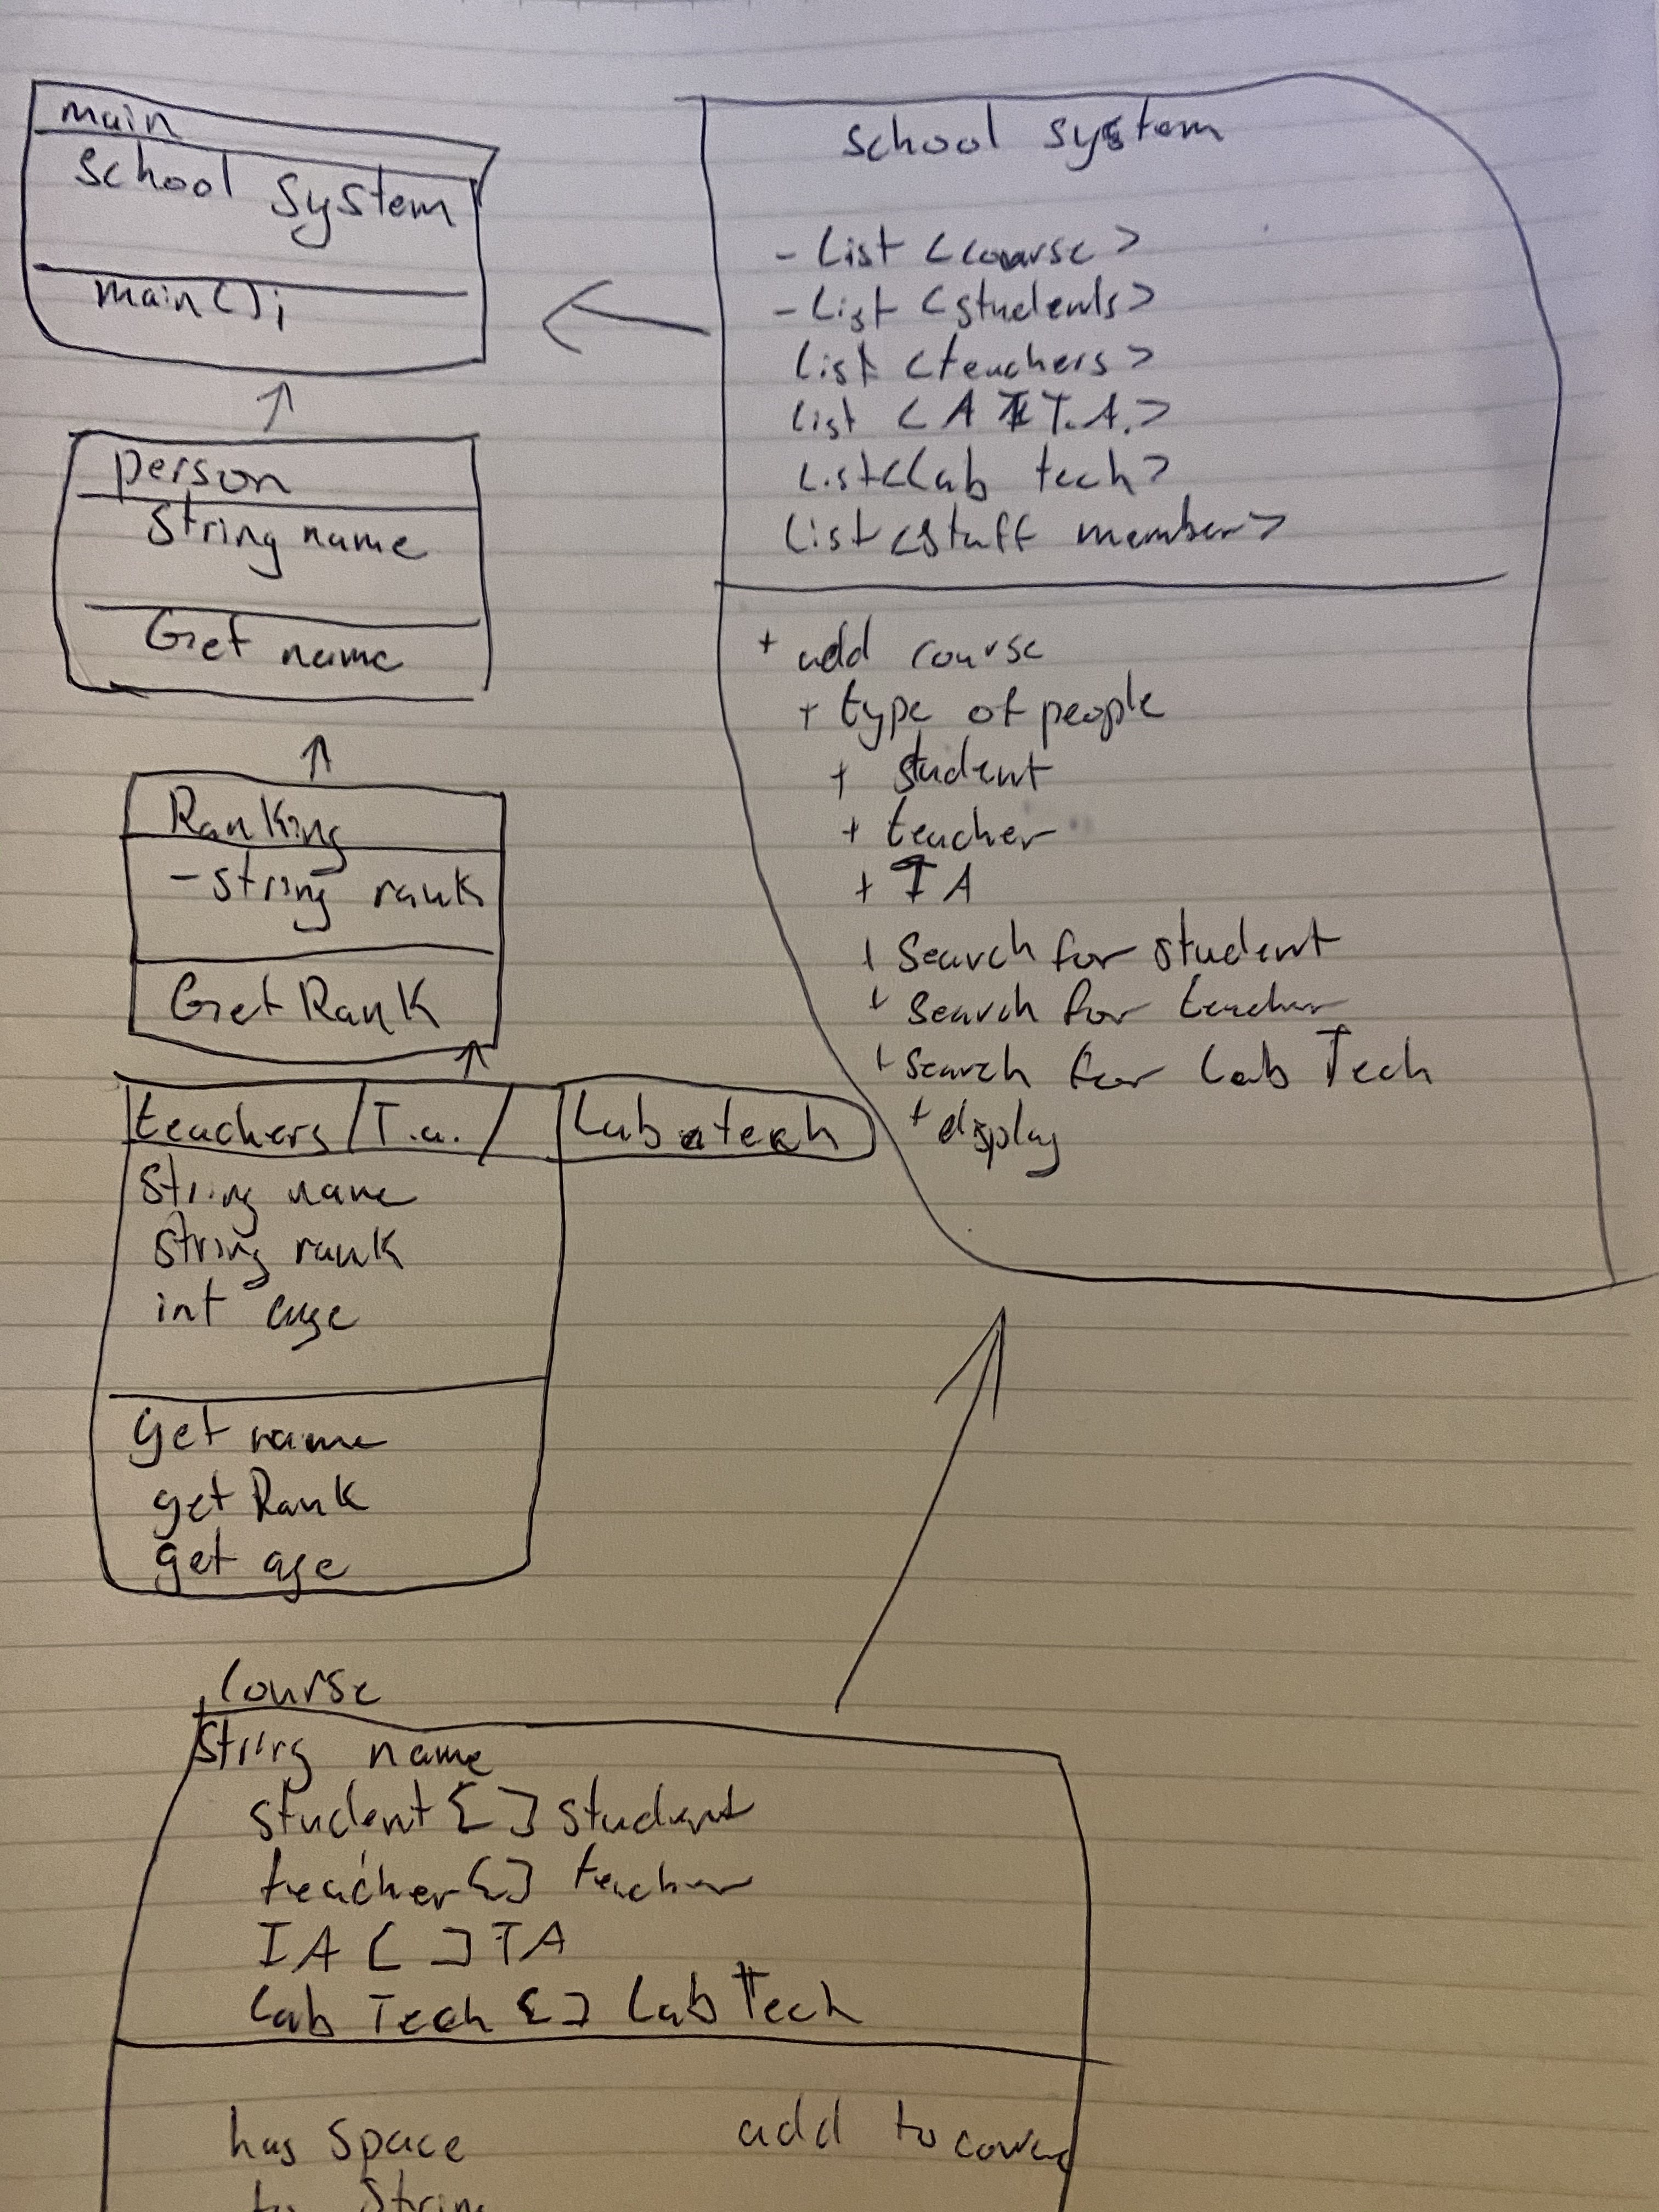 main
school system
main();
person
String name
Get name
Ranking
- string rank
Get Rank
teachers / T.a. / Lab tech
String name
string rank
int age
get name
get Rank
get age
school system
- List <course>
- List <students>
List <teachers>
List < A T.A.>
List<Lab tech>
List <staff member>
+ add course
+ type of people
+ student
+ teacher
+ TA
+ Search for student
+ Search for teacher
+ Search for Lab Tech
+ display
Course
String name
student [ ] student
teacher [ ] teacher
TA [ ] TA
Lab Tech [ ] Lab Tech
has space add to course
to String